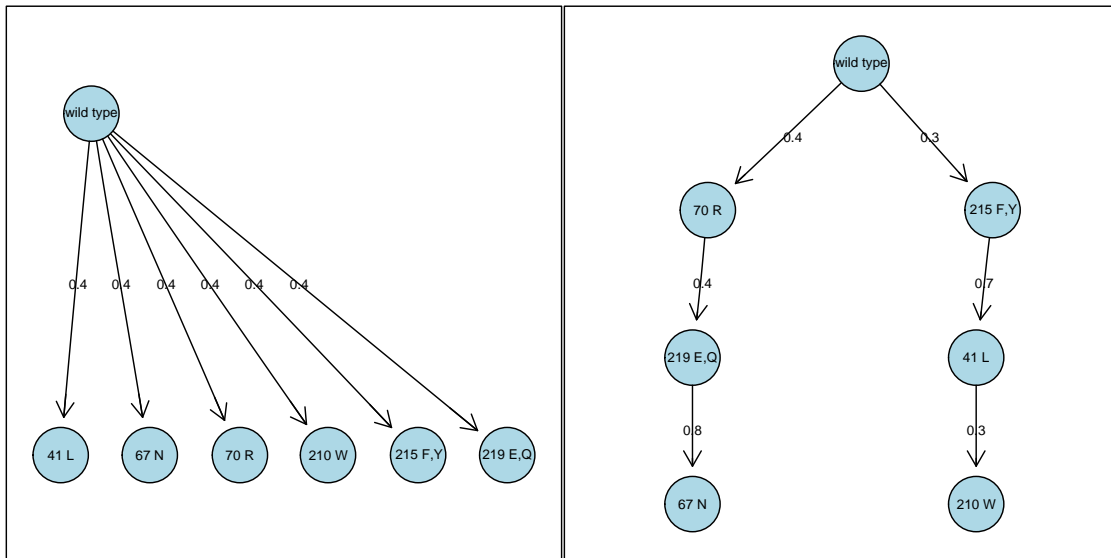 wild type
0.4 0.4 0.4 0.4 0.4 0.4
41 L 67 N 70 R 210 W 215 F,Y 219 E,Q
wild type
0.4 0.3
70 R 215 F,Y
0.4 0.7
219 E,Q 41 L
0.8 0.3
67 N 210 W